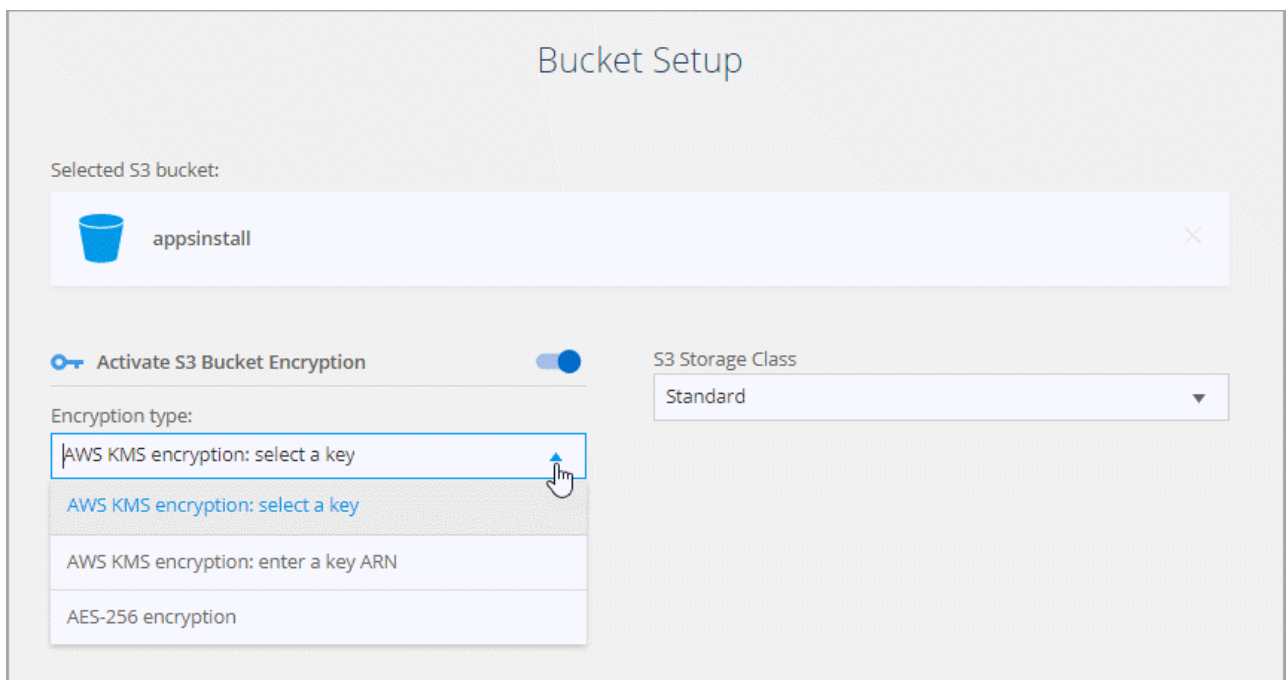 Bucket Setup
Selected S3 bucket:
appsinstall
Activate S3 Bucket Encryption
Encryption type:
AWS KMS encryption: select a key
AWS KMS encryption: select a key
AWS KMS encryption: enter a key ARN
AES-256 encryption
S3 Storage Class
Standard